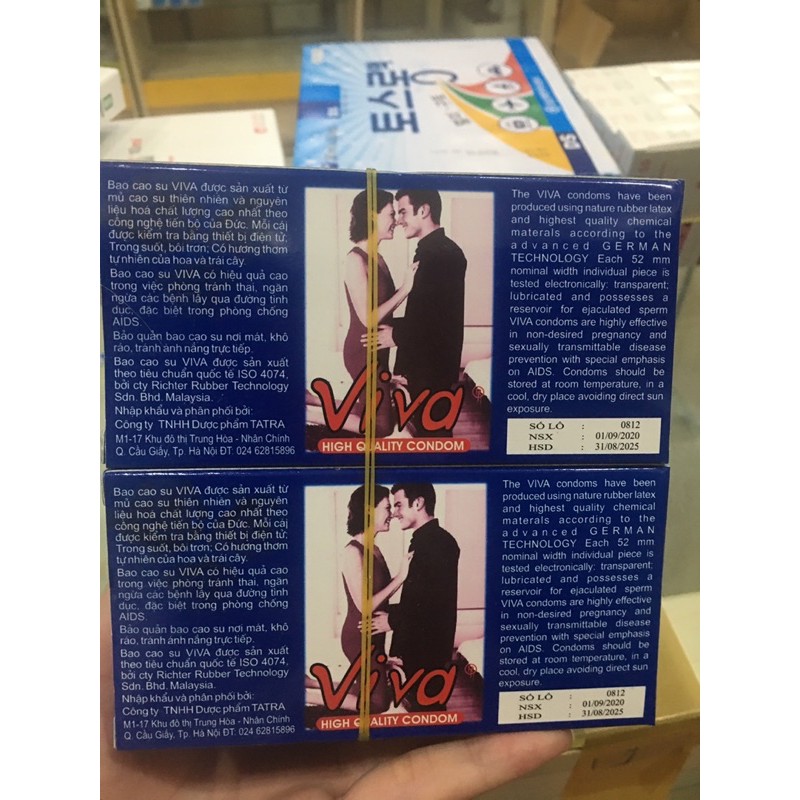 탑스크
DS
Bao cao su VIVA được sản xuất từ
mủ cao su thiên nhiên và nguyên
liệu hoá chất lượng cao nhất theo
công nghệ tiến bộ của Đức. Mỗi cái
được kiểm tra bằng thiết bị điện tử;
Trong suốt, bôi trơn; Có hương thơm
tự nhiên của hoa và trái cây.
Bao cao su VIVA có hiệu quả cao
trong việc phòng tránh thai, ngăn
ngừa các bệnh lây qua đường tình
dục, đặc biệt trong phòng chống
AIDS.
Bảo quản bao cao su nơi mát, khô
ráo, tránh ánh nắng trực tiếp.
Bao cao su VIVA được sản xuất
theo tiêu chuẩn quốc tế ISO 4074,
bởi cty Richter Rubber Technology
Sdn. Bhd. Malaysia.
Nhập khẩu và phân phối bởi:
Công ty TNHH Dược phẩm TATRA
M1-17 Khu đô thị Trung Hòa - Nhân Chính
Q. Cầu Giấy, Tp. Hà Nội ĐT: 024 62815896
Viva®
HIGH QUALITY CONDOM
The VIVA condoms have been
produced using nature rubber latex
and highest quality chemical
materals according to the
advanced GERMAN
TECHNOLOGY Each 52 mm
nominal width individual piece is
tested electronically: transparent;
lubricated and possesses a
reservoir for ejaculated sperm
VIVA condoms are highly effective
in non-desired pregnancy and
sexually transmittable disease
prevention with special emphasis
on AIDS. Condoms should be
stored at room temperature, in a
cool, dry place avoiding direct sun
exposure.
SỐ LÔ : 0812
NSX : 01/09/2020
HSD : 31/08/2025
Bao cao su VIVA được sản xuất từ
mủ cao su thiên nhiên và nguyên
liệu hoá chất lượng cao nhất theo
công nghệ tiến bộ của Đức. Mỗi cái
được kiểm tra bằng thiết bị điện tử;
Trong suốt, bôi trơn; Có hương thơm
tự nhiên của hoa và trái cây.
Bao cao su VIVA có hiệu quả cao
trong việc phòng tránh thai, ngăn
ngừa các bệnh lây qua đường tình
dục, đặc biệt trong phòng chống
AIDS.
Bảo quản bao cao su nơi mát, khô
ráo, tránh ánh nắng trực tiếp.
Bao cao su VIVA được sản xuất
theo tiêu chuẩn quốc tế ISO 4074,
bởi cty Richter Rubber Technology
Sdn. Bhd. Malaysia.
Nhập khẩu và phân phối bởi:
Công ty TNHH Dược phẩm TATRA
M1-17 Khu đô thị Trung Hòa - Nhân Chính
Q. Cầu Giấy, Tp. Hà Nội ĐT: 024 62815896
Viva®
HIGH QUALITY CONDOM
The VIVA condoms have been
produced using nature rubber latex
and highest quality chemical
materals according to the
advanced GERMAN
TECHNOLOGY Each 52 mm
nominal width individual piece is
tested electronically: transparent;
lubricated and possesses a
reservoir for ejaculated sperm
VIVA condoms are highly effective
in non-desired pregnancy and
sexually transmittable disease
prevention with special emphasis
on AIDS. Condoms should be
stored at room temperature, in a
cool, dry place avoiding direct sun
exposure.
SỐ LÔ : 0812
NSX : 01/09/2020
HSD : 31/08/2025